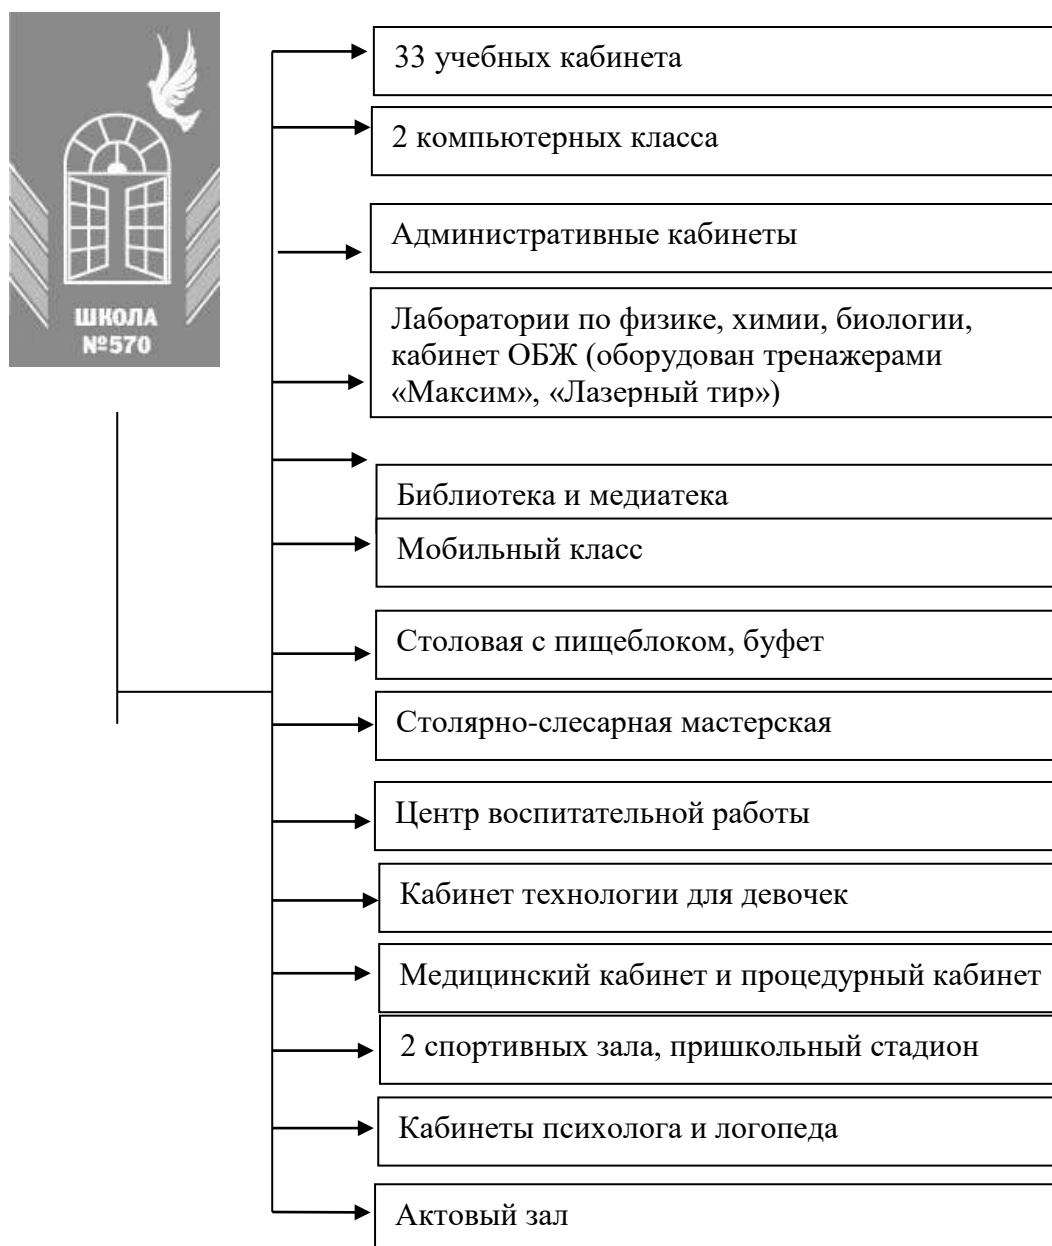 ШКОЛА
№570
33 учебных кабинета
2 компьютерных класса
Административные кабинеты
Лаборатории по физике, химии, биологии,
кабинет ОБЖ (оборудован тренажерами
«Максим», «Лазерный тир»)
Библиотека и медиатека
Мобильный класс
Столовая с пищеблоком, буфет
Столярно-слесарная мастерская
Центр воспитательной работы
Кабинет технологии для девочек
Медицинский кабинет и процедурный кабинет
2 спортивных зала, пришкольный стадион
Кабинеты психолога и логопеда
Актовый зал